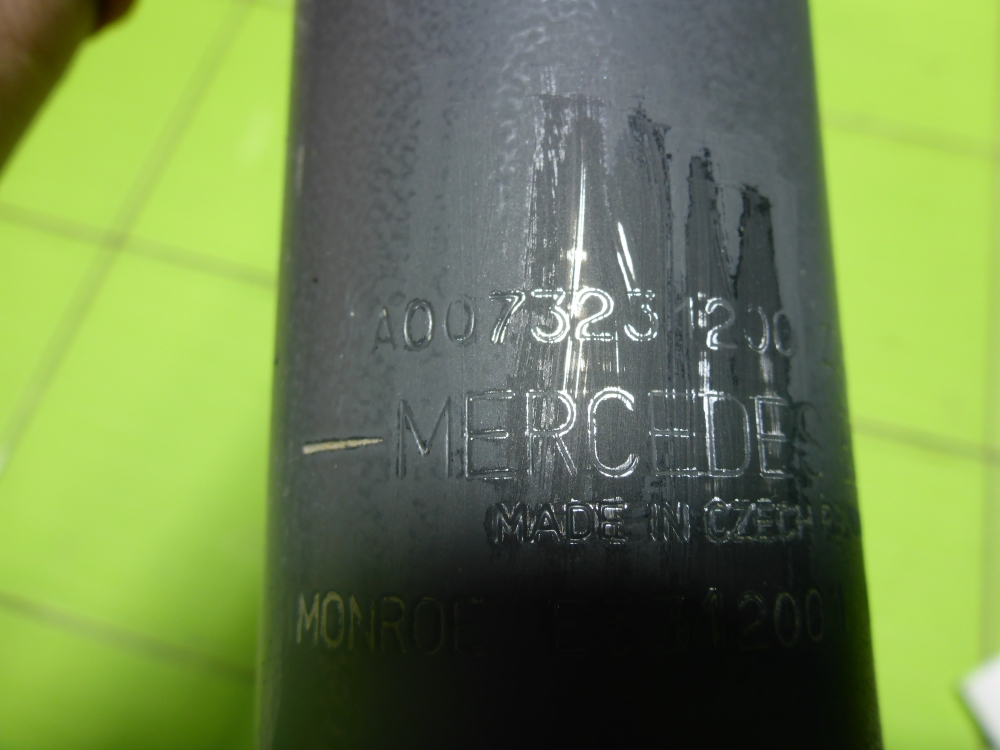 A0073231200
MERCEDES
MADE IN CZECH
MONROE